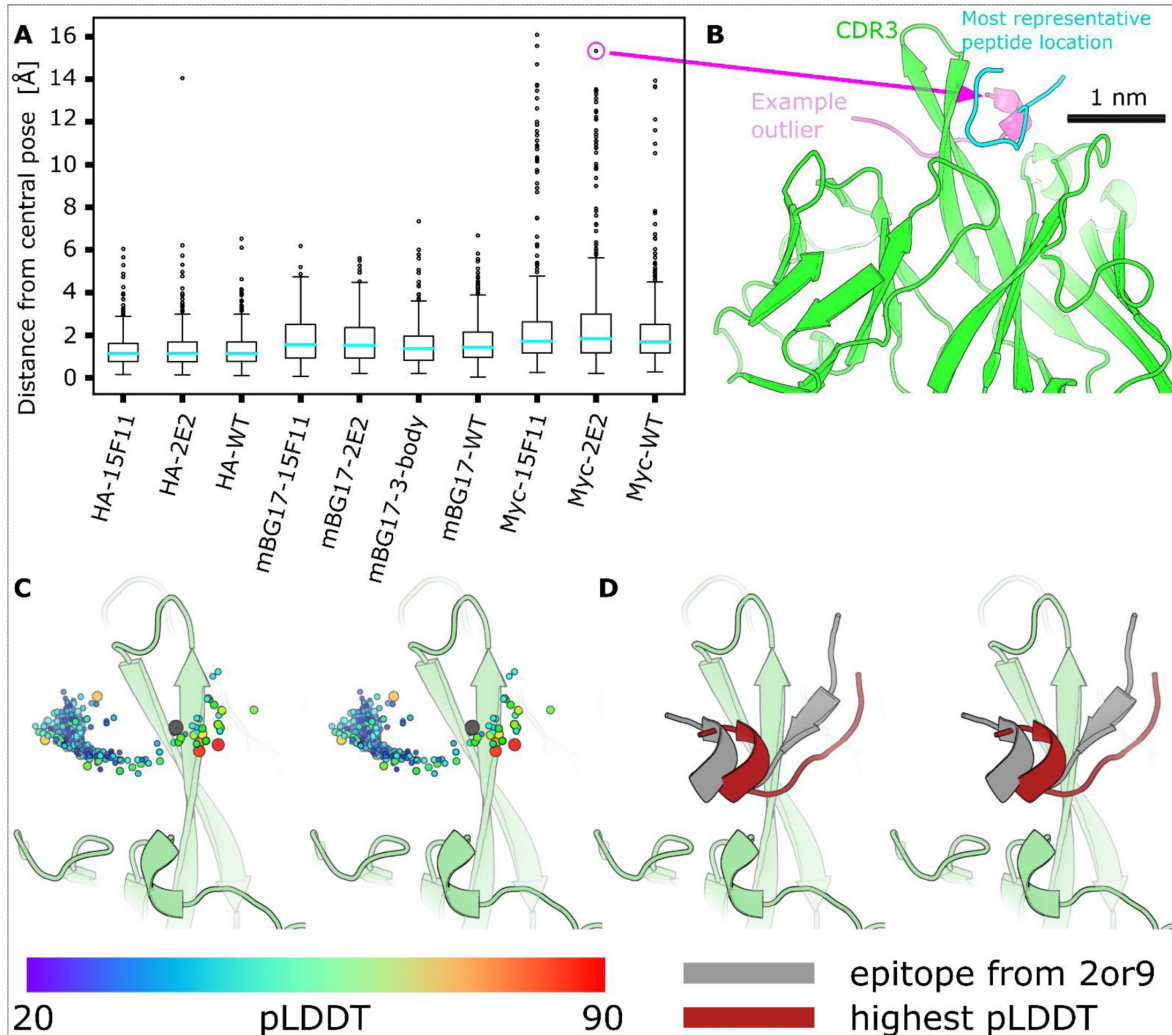 A
Distance from central pose [Å]
16
14
12
10
8
6
4
2
0
HA-15F11
HA-2E2
HA-WT
mBG17-15F11
mBG17-2E2
mBG17-3-body
mBG17-WT
Myc-15F11
Myc-2E2
Myc-WT
B
CDR3
Most representative
peptide location
Example
outlier
1 nm
C
D
20
pLDDT
90
epitope from 2or9
highest pLDDT